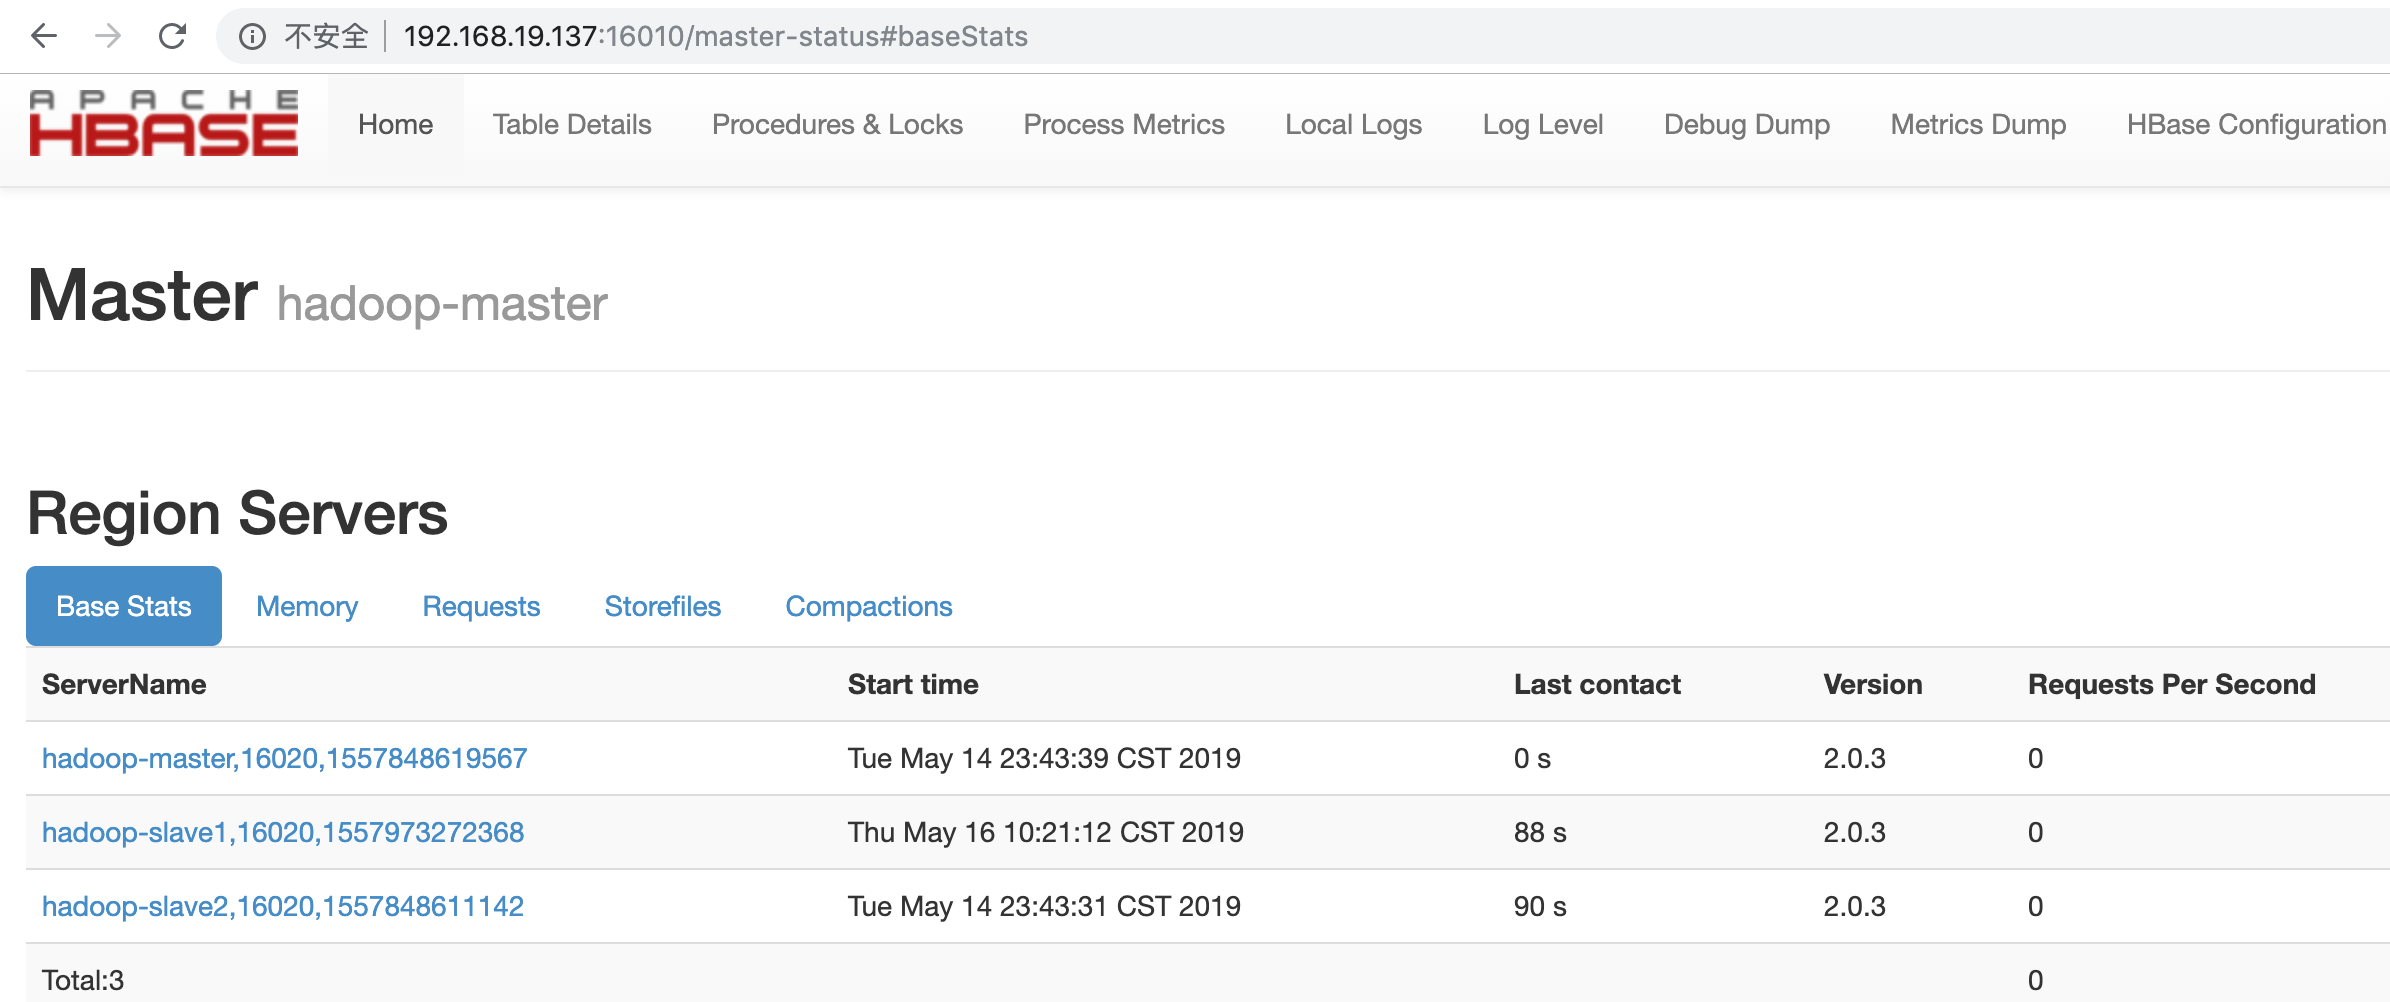 不安全 192.168.19.137:16010/master-status#baseStats
APACHE HBASE Home Table Details Procedures & Locks Process Metrics Local Logs Log Level Debug Dump Metrics Dump HBase Configuration
Master hadoop-master
Region Servers
Base Stats Memory Requests Storefiles Compactions
ServerName Start time Last contact Version Requests Per Second
hadoop-master,16020,1557848619567 Tue May 14 23:43:39 CST 2019 0 s 2.0.3 0
hadoop-slave1,16020,1557973272368 Thu May 16 10:21:12 CST 2019 88 s 2.0.3 0
hadoop-slave2,16020,1557848611142 Tue May 14 23:43:31 CST 2019 90 s 2.0.3 0
Total:3 0